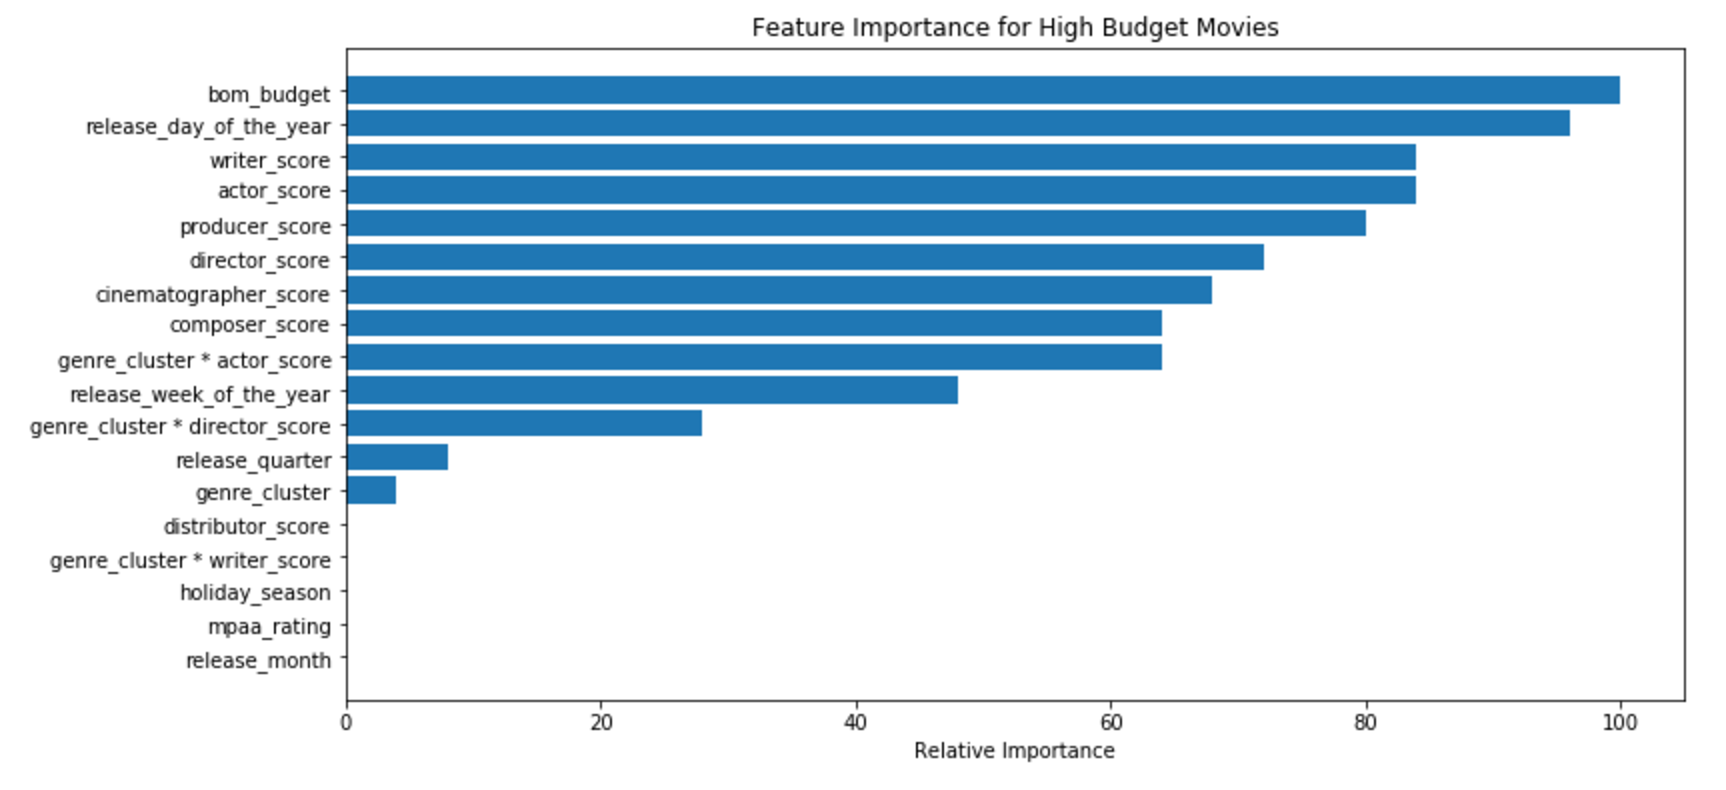 Feature Importance for High Budget Movies
bom_budget
release_day_of_the_year
writer_score
actor_score
producer_score
director_score
cinematographer_score
composer_score
genre_cluster * actor_score
release_week_of_the_year
genre_cluster * director_score
release_quarter
genre_cluster
distributor_score
genre_cluster * writer_score
holiday_season
mpaa_rating
release_month
0 20 40 60 80 100
Relative Importance